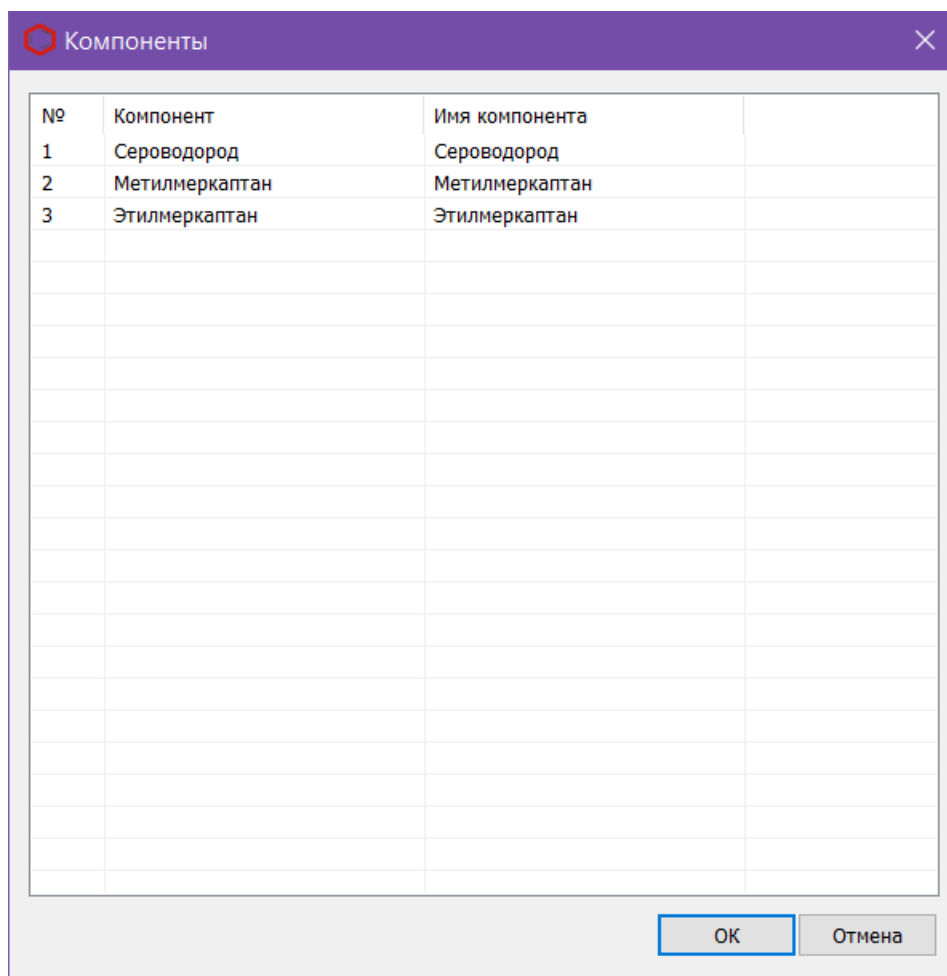 Компоненты
№ Компонент Имя компонента
1 Сероводород Сероводород
2 Метилмеркаптан Метилмеркаптан
3 Этилмеркаптан Этилмеркаптан
ОК Отмена